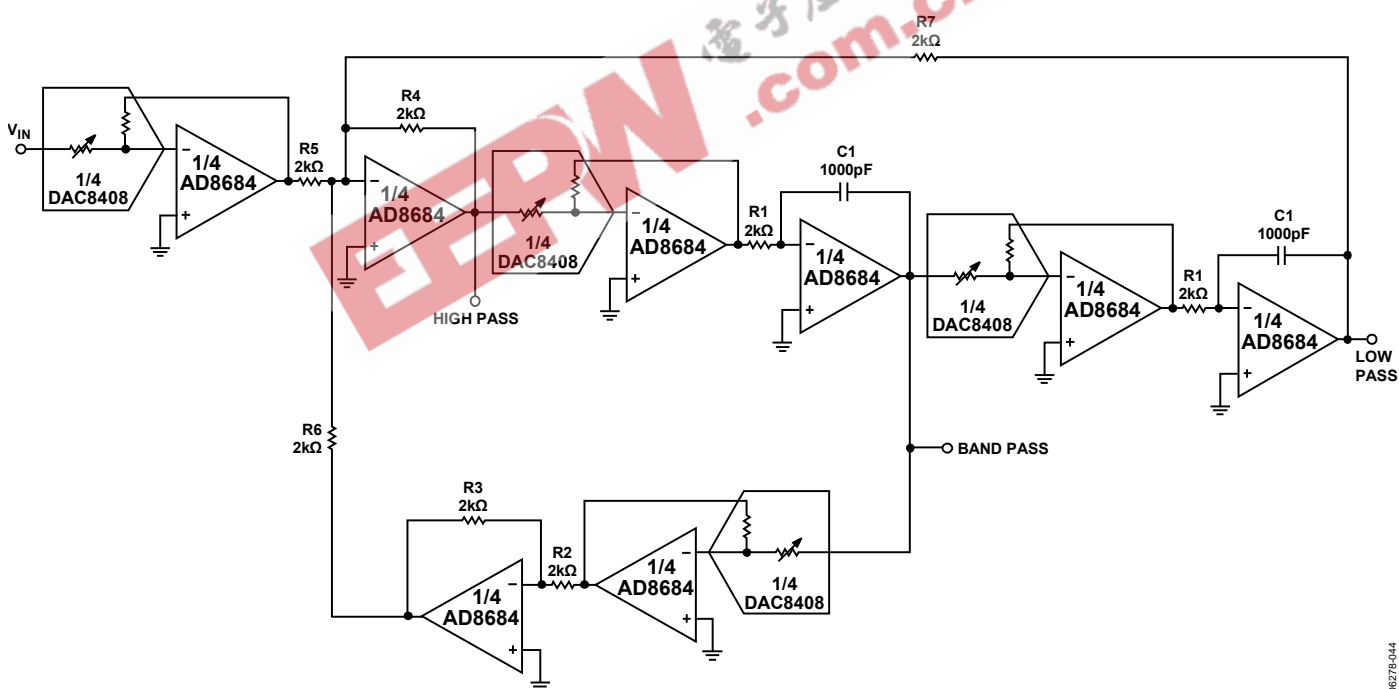 R7
2kΩ
電子
.com.c
EEPW
VIN
1/4
DAC8408
1/4
AD8684
R5
2kΩ
R4
2kΩ
1/4
AD8684
HIGH PASS
1/4
DAC8408
1/4
AD8684
R1
2kΩ
C1
1000pF
1/4
AD8684
1/4
DAC8408
1/4
AD8684
R1
2kΩ
C1
1000pF
1/4
AD8684
LOW
PASS
BAND PASS
R6
2kΩ
R3
2kΩ
1/4
AD8684
R2
2kΩ
1/4
AD8684
1/4
DAC8408
06278-044